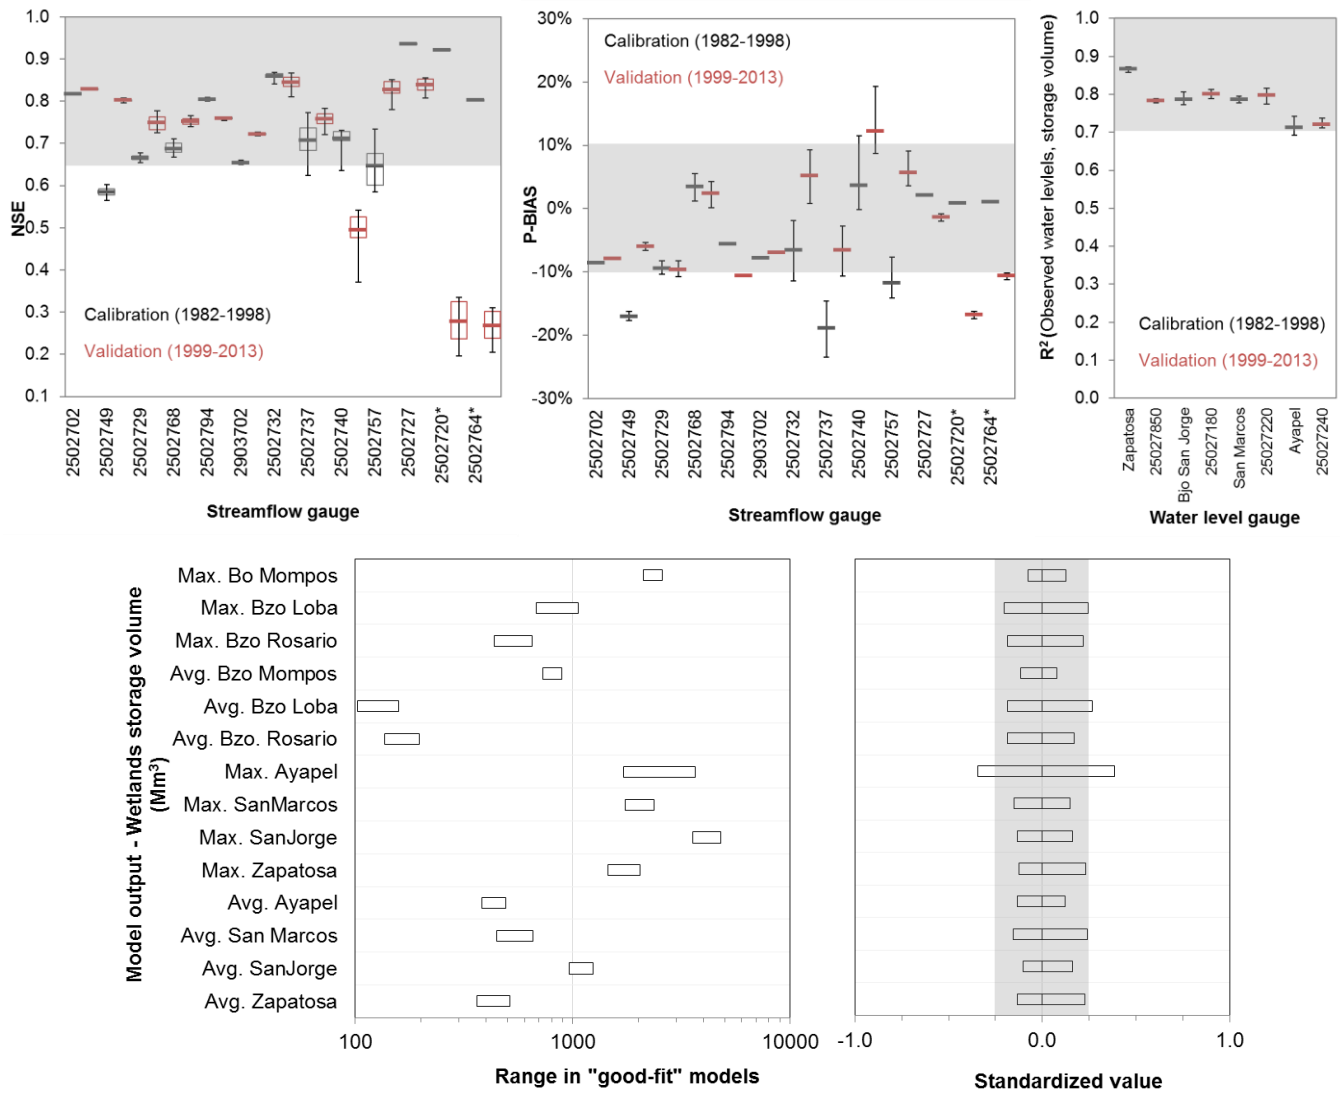 NSE
1.0
0.9
0.8
0.7
0.6
0.5
0.4
0.3
0.2
0.1
Calibration (1982-1998)
Validation (1999-2013)
2502702
2502749
2502729
2502768
2502794
2903702
2502732
2502737
2502740
2502757
2502727
2502720*
2502764*
Streamflow gauge
P-BIAS
30%
20%
10%
0%
-10%
-20%
-30%
Calibration (1982-1998)
Validation (1999-2013)
2502702
2502749
2502729
2502768
2502794
2903702
2502732
2502737
2502740
2502757
2502727
2502720*
2502764*
Streamflow gauge
R² (Observed water levels, storage volume)
1.0
0.9
0.8
0.7
0.6
0.5
0.4
0.3
0.2
0.1
0.0
Calibration (1982-1998)
Validation (1999-2013)
Zapatosa
25027850
Bjo San Jorge
25027180
San Marcos
25027220
Ayapel
25027240
Water level gauge
Model output - Wetlands storage volume
(Mm³)
Max. Bo Mompos
Max. Bzo Loba
Max. Bzo Rosario
Avg. Bzo Mompos
Avg. Bzo Loba
Avg. Bzo. Rosario
Max. Ayapel
Max. SanMarcos
Max. SanJorge
Max. Zapatosa
Avg. Ayapel
Avg. San Marcos
Avg. SanJorge
Avg. Zapatosa
100
1000
10000
Range in "good-fit" models
-1.0
0.0
1.0
Standardized value